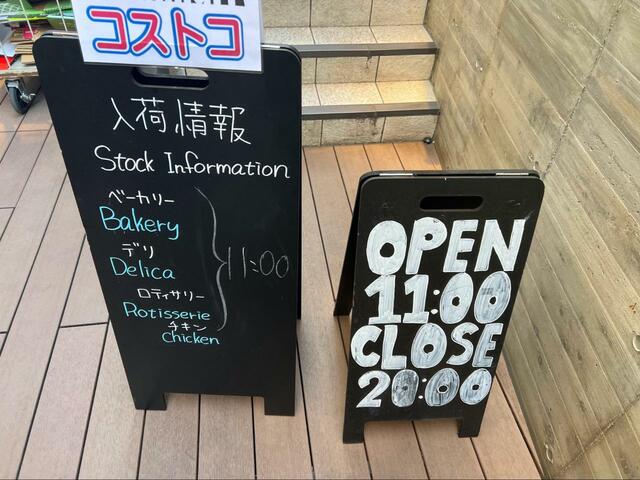 コストコ
入荷情報
Stock Information
ベーカリー
Bakery
デリ
Delica
ロティサリー
Rotisserie
チキン
chicken
11:00
OPEN
11:00
CLOSE
20:00